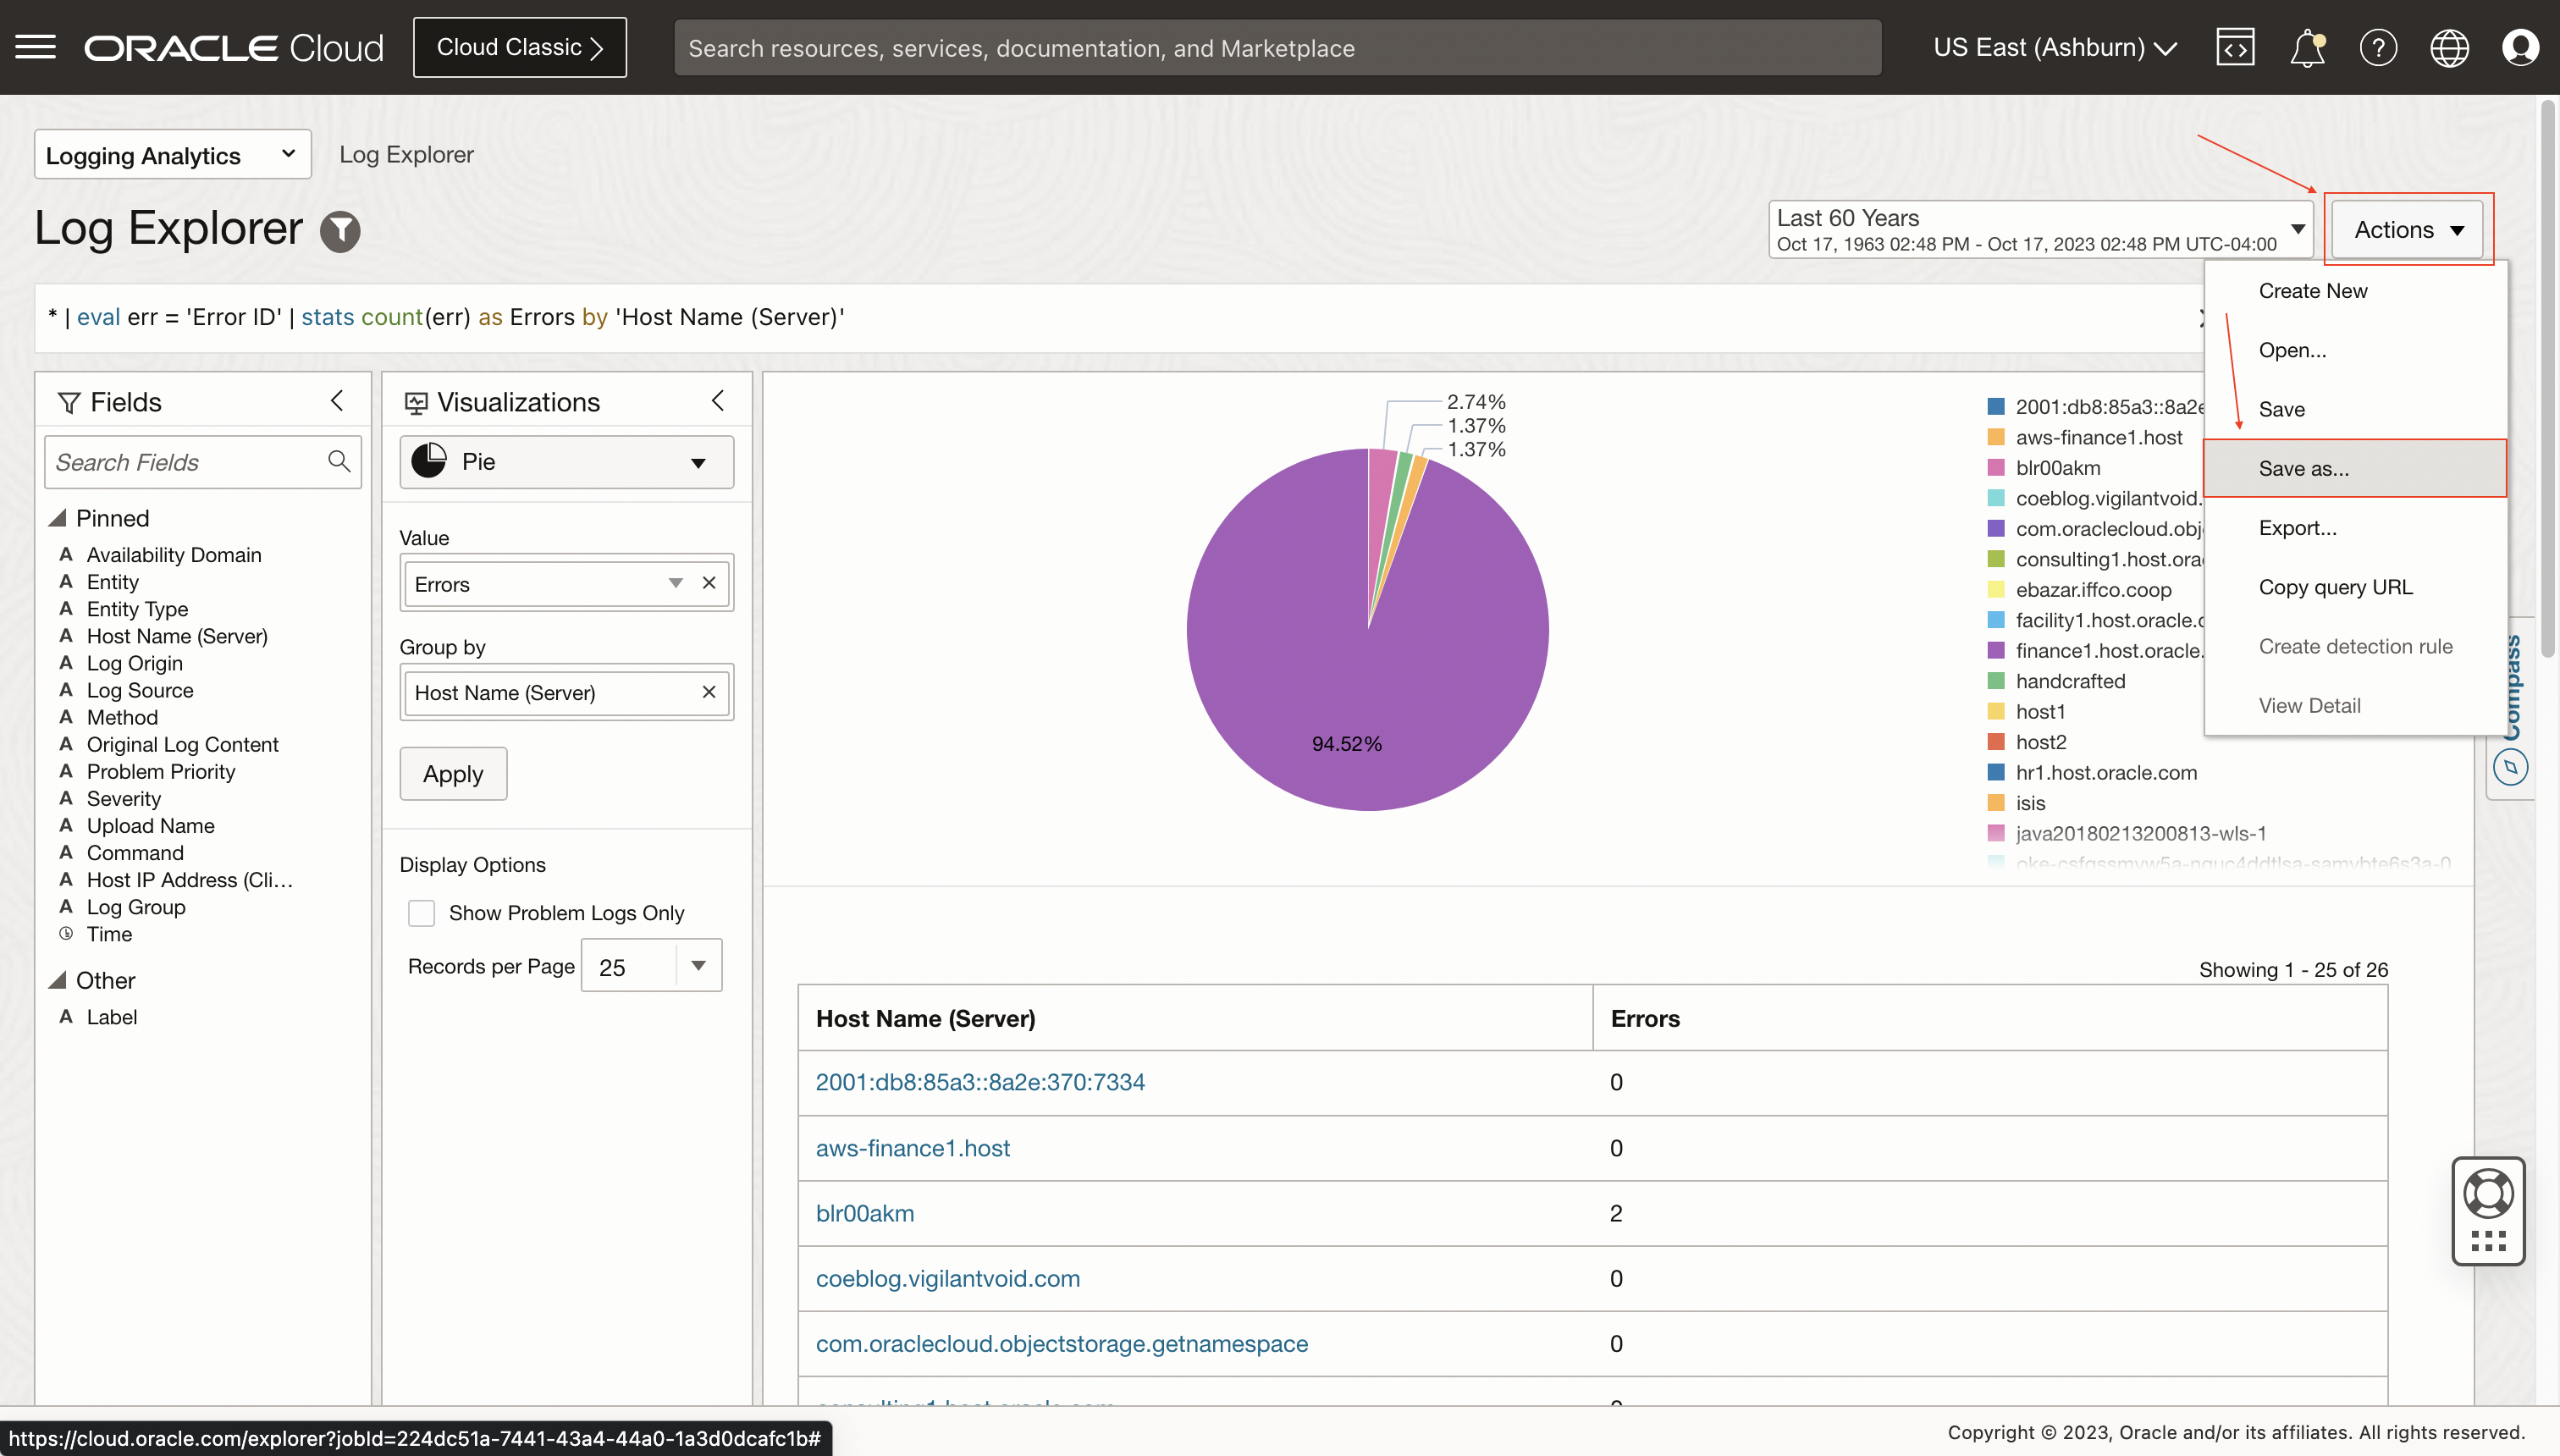 ORACLE Cloud
Cloud Classic
Search resources, services, documentation, and Marketplace
US East (Ashburn)
Logging Analytics
Log Explorer
Log Explorer
Last 60 Years
Oct 17, 1963 02:48 PM - Oct 17, 2023 02:48 PM UTC-04:00
Actions
Create New
Open...
Save
Save as...
Export...
Copy query URL
Create detection rule
View Detail
* | eval err = 'Error ID' | stats count(err) as Errors by 'Host Name (Server)'
Fields
Search Fields
Pinned
A Availability Domain
A Entity
A Entity Type
A Host Name (Server)
A Log Origin
A Log Source
A Method
A Original Log Content
A Problem Priority
A Severity
A Upload Name
A Command
A Host IP Address (Cli...
A Log Group
Time
Other
A Label
Visualizations
Pie
Value
Errors
Group by
Host Name (Server)
Apply
Display Options
Show Problem Logs Only
Records per Page 25
2.74%
1.37%
1.37%
94.52%
2001:db8:85a3::8a2e
aws-finance1.host
blr00akm
coeblog.vigilantvoid.
com.oraclecloud.obj
consulting1.host.ora
ebazar.iffco.coop
facility1.host.oracle.c
finance1.host.oracle.
handcrafted
host1
host2
hr1.host.oracle.com
isis
java20180213200813-wls-1
Compass
Showing 1 - 25 of 26
Host Name (Server) Errors
2001:db8:85a3::8a2e:370:7334 0
aws-finance1.host 0
blr00akm 2
coeblog.vigilantvoid.com 0
com.oraclecloud.objectstorage.getnamespace 0
consulting1.host.oracle.com 0
https://cloud.oracle.com/explorer?jobId=224dc51a-7441-43a4-44a0-1a3d0dcafc1b#
Copyright © 2023, Oracle and/or its affiliates. All rights reserved.